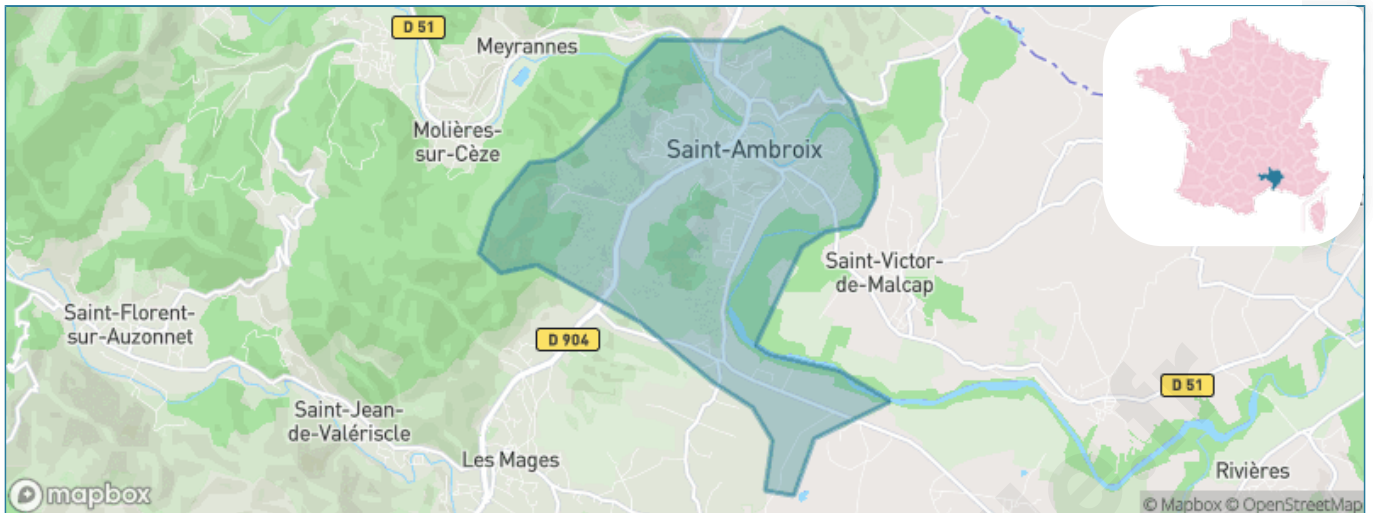 D 51
Meyrannes
Molières-
sur-Cèze
Saint-Ambroix
Saint-Victor-
de-Malcap
Saint-Florent-
sur-Auzonnet
D 904
D 51
Saint-Jean-
de-Valériscle
Les Mages
Rivières
mapbox
© Mapbox © OpenStreetMap